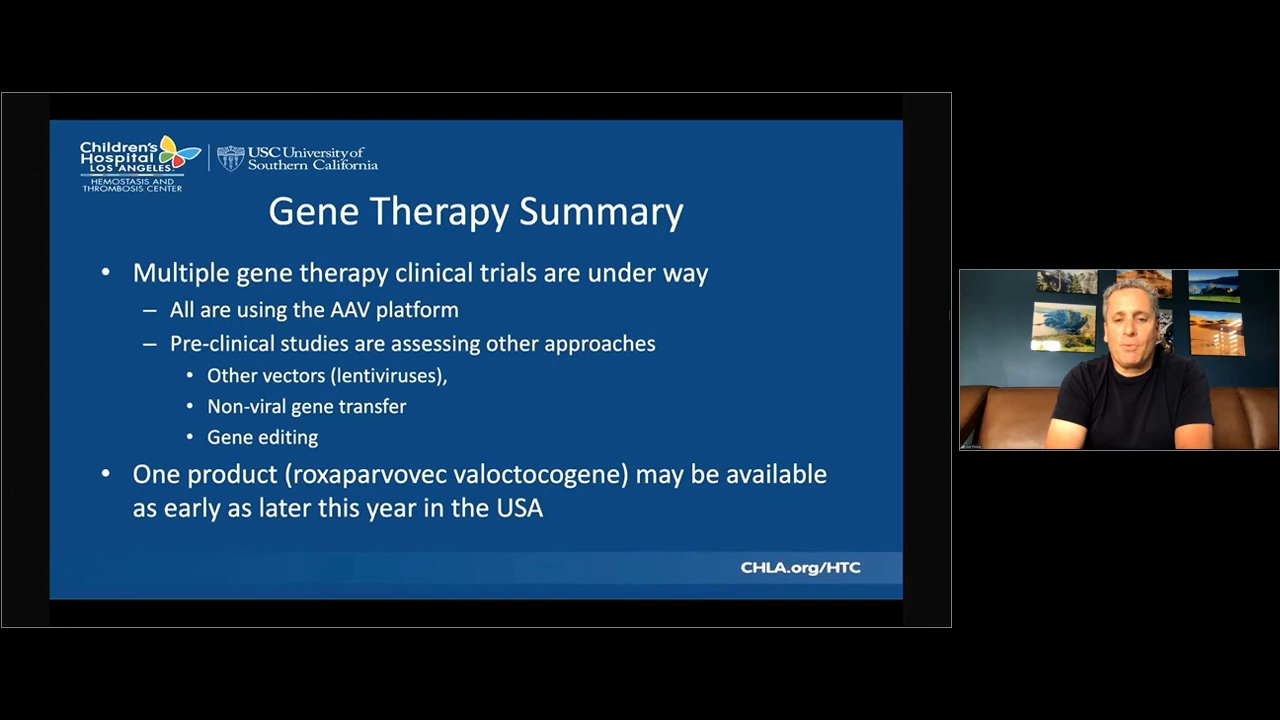 Children's
Hospital
LOS ANGELES
HEMOSTASIS AND
THROMBOSIS CENTER
USC University of
Southern California
Gene Therapy Summary
• Multiple gene therapy clinical trials are under way
– All are using the AAV platform
– Pre-clinical studies are assessing other approaches
• Other vectors (lentiviruses),
• Non-viral gene transfer
• Gene editing
• One product (roxaparvovec valoctocogene) may be available
as early as later this year in the USA
CHLA.org/HTC